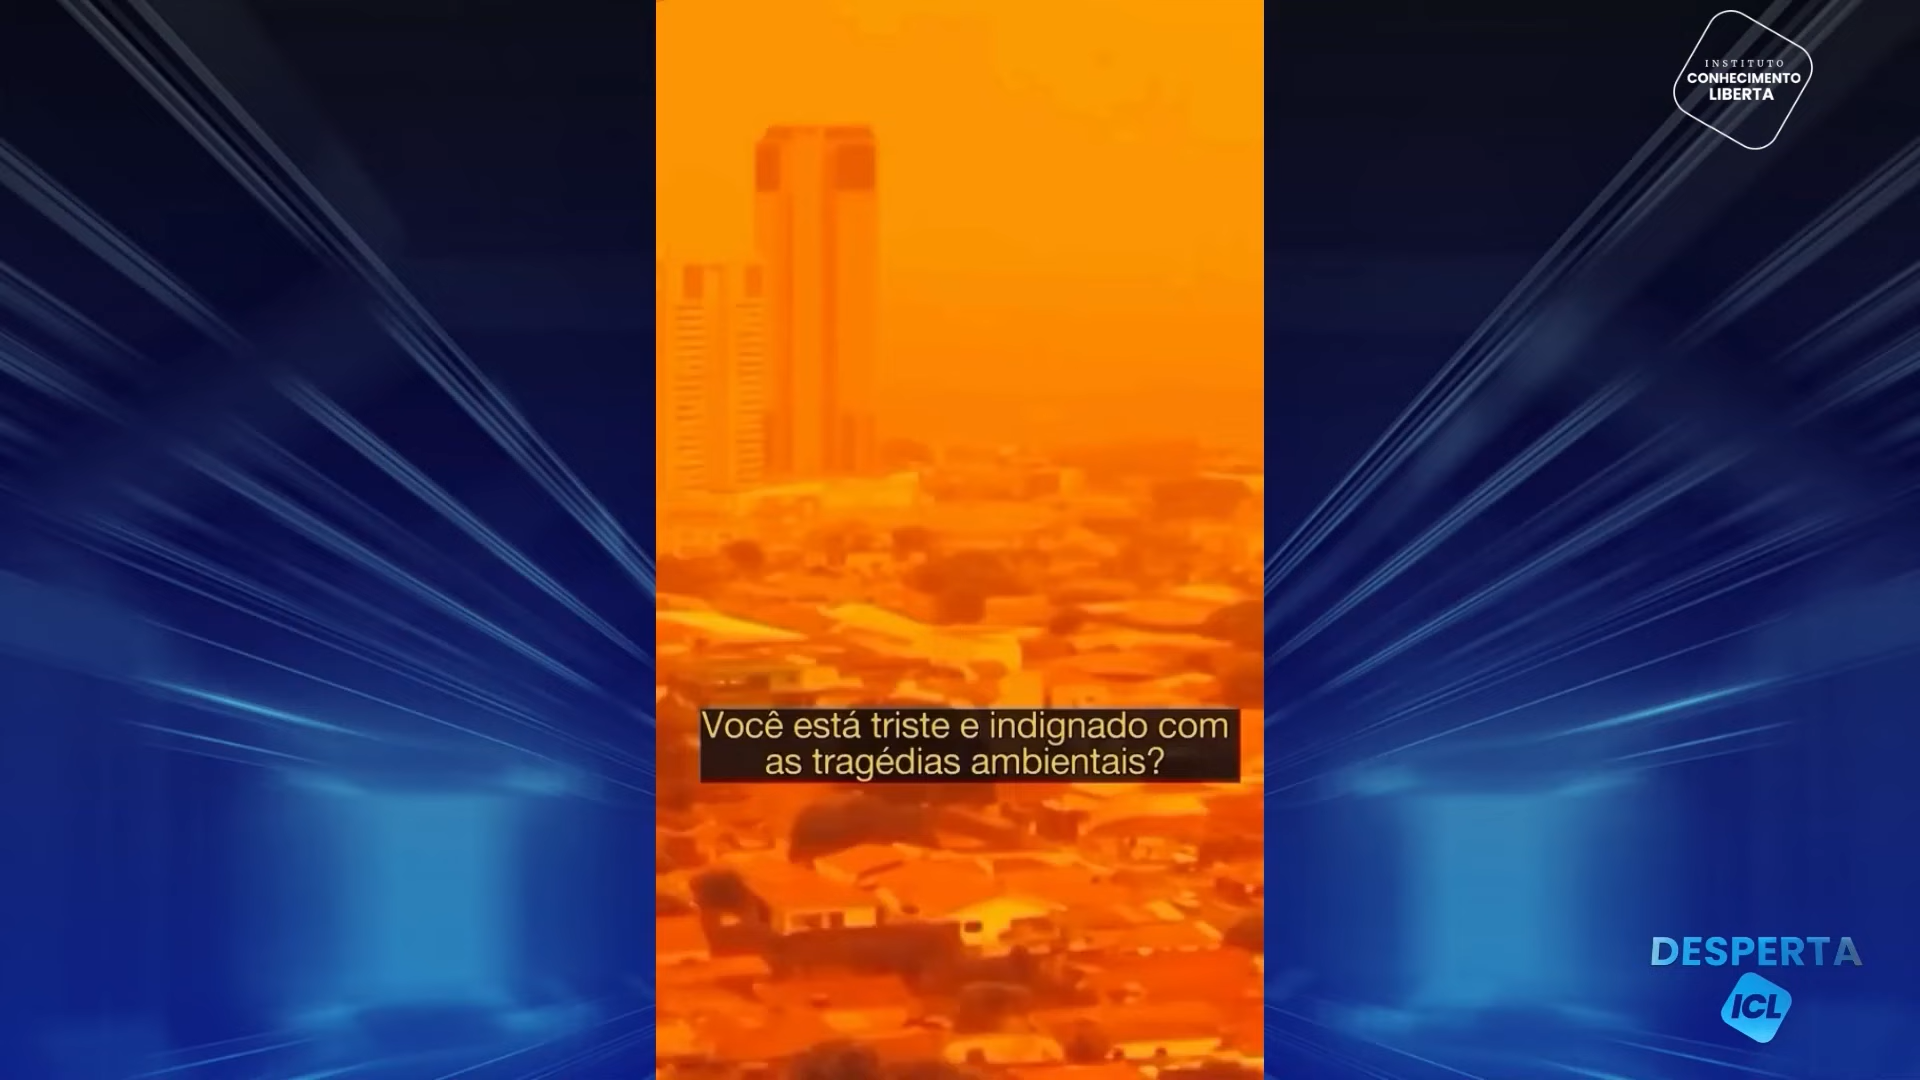 INSTITUTO
CONHECIMENTO
LIBERTA
Você está triste e indignado com
as tragédias ambientais?
DESPERTA
ICL